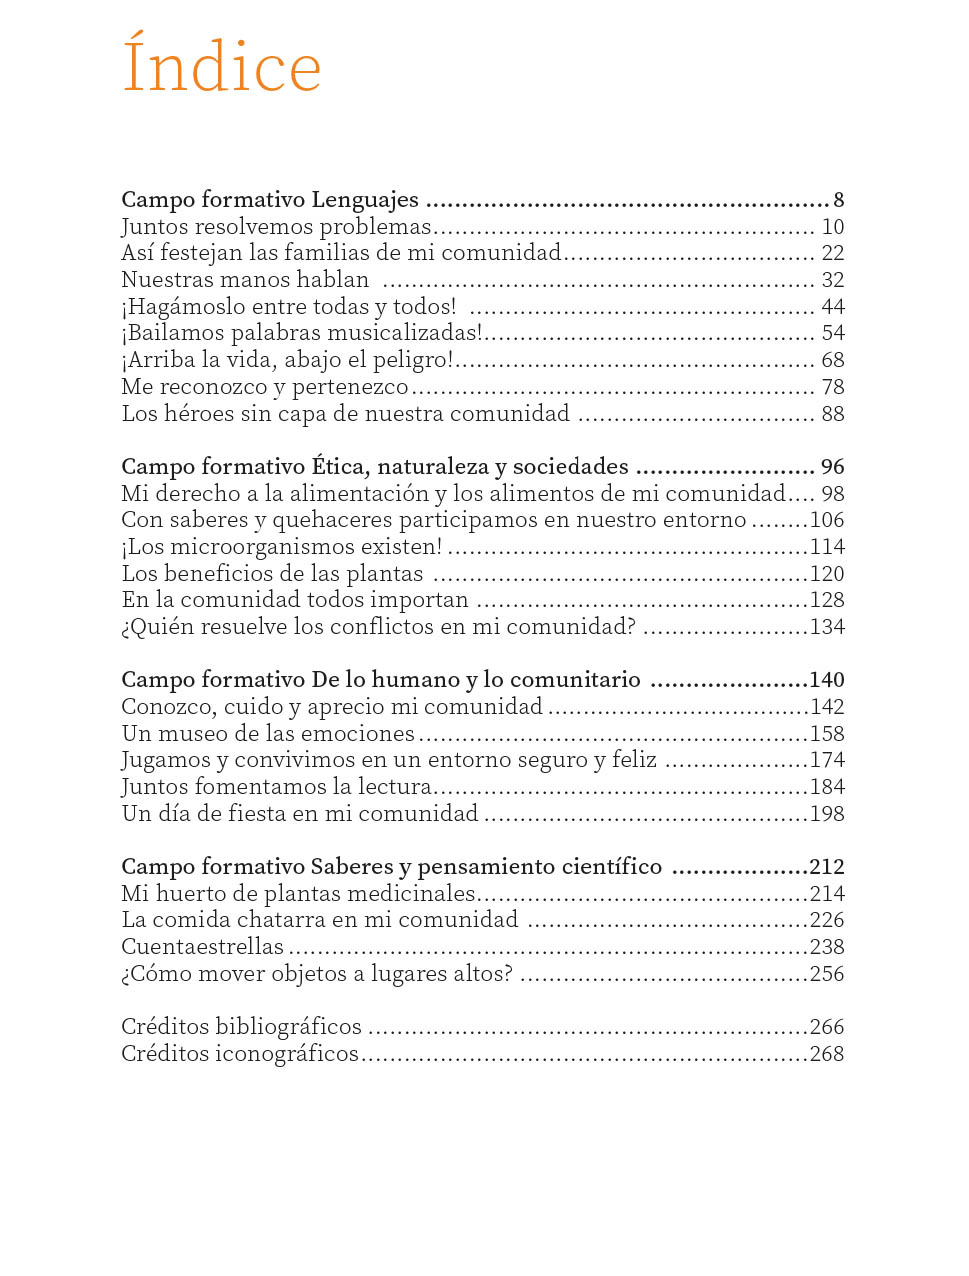 Índice
Campo formativo Lenguajes ........................................................ 8
Juntos resolvemos problemas..................................................... 10
Así festejan las familias de mi comunidad................................... 22
Nuestras manos hablan ............................................................ 32
¡Hagámoslo entre todas y todos! ................................................ 44
¡Bailamos palabras musicalizadas!.............................................. 54
¡Arriba la vida, abajo el peligro!.................................................. 68
Me reconozco y pertenezco........................................................ 78
Los héroes sin capa de nuestra comunidad ................................. 88
Campo formativo Ética, naturaleza y sociedades ......................... 96
Mi derecho a la alimentación y los alimentos de mi comunidad.... 98
Con saberes y quehaceres participamos en nuestro entorno ........106
¡Los microorganismos existen! ..................................................114
Los beneficios de las plantas ....................................................120
En la comunidad todos importan ..............................................128
¿Quién resuelve los conflictos en mi comunidad? .......................134
Campo formativo De lo humano y lo comunitario ......................140
Conozco, cuido y aprecio mi comunidad ....................................142
Un museo de las emociones ......................................................158
Jugamos y convivimos en un entorno seguro y feliz ....................174
Juntos fomentamos la lectura....................................................184
Un día de fiesta en mi comunidad .............................................198
Campo formativo Saberes y pensamiento científico ...................212
Mi huerto de plantas medicinales..............................................214
La comida chatarra en mi comunidad .......................................226
Cuentaestrellas ........................................................................238
¿Cómo mover objetos a lugares altos? ........................................256
Créditos bibliográficos .............................................................266
Créditos iconográficos..............................................................268